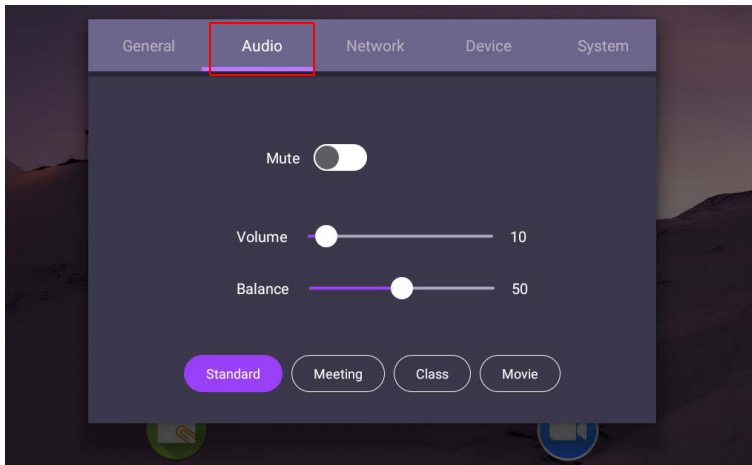 General Audio Network Device System
Mute
Volume 10
Balance 50
Standard Meeting Class Movie